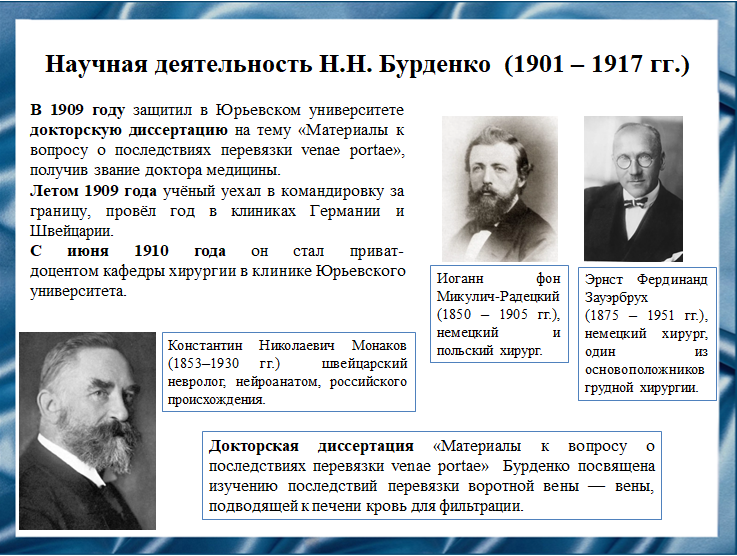 Научная деятельность Н.Н. Бурденко (1901 – 1917 гг.)
В 1909 году защитил в Юрьевском университете
докторскую диссертацию на тему «Материалы к
вопросу о последствиях перевязки venae portae»,
получив звание доктора медицины.
Летом 1909 года учёный уехал в командировку за
границу, провёл год в клиниках Германии и
Швейцарии.
С июня 1910 года он стал приват-
доцентом кафедры хирургии в клинике Юрьевского
университета.
Иоганн фон
Микулич-Радецкий
(1850 – 1905 гг.),
немецкий и
польский хирург.
Эрнст Фердинанд
Зауэрбрух
(1875 – 1951 гг.),
немецкий хирург,
один из
основоположников
грудной хирургии.
Константин Николаевич Монаков
(1853–1930 гг.) швейцарский
невролог, нейроанатом, российского
происхождения.
Докторская диссертация «Материалы к вопросу о
последствиях перевязки venae portae» Бурденко посвящена
изучению последствий перевязки воротной вены — вены,
подводящей к печени кровь для фильтрации.